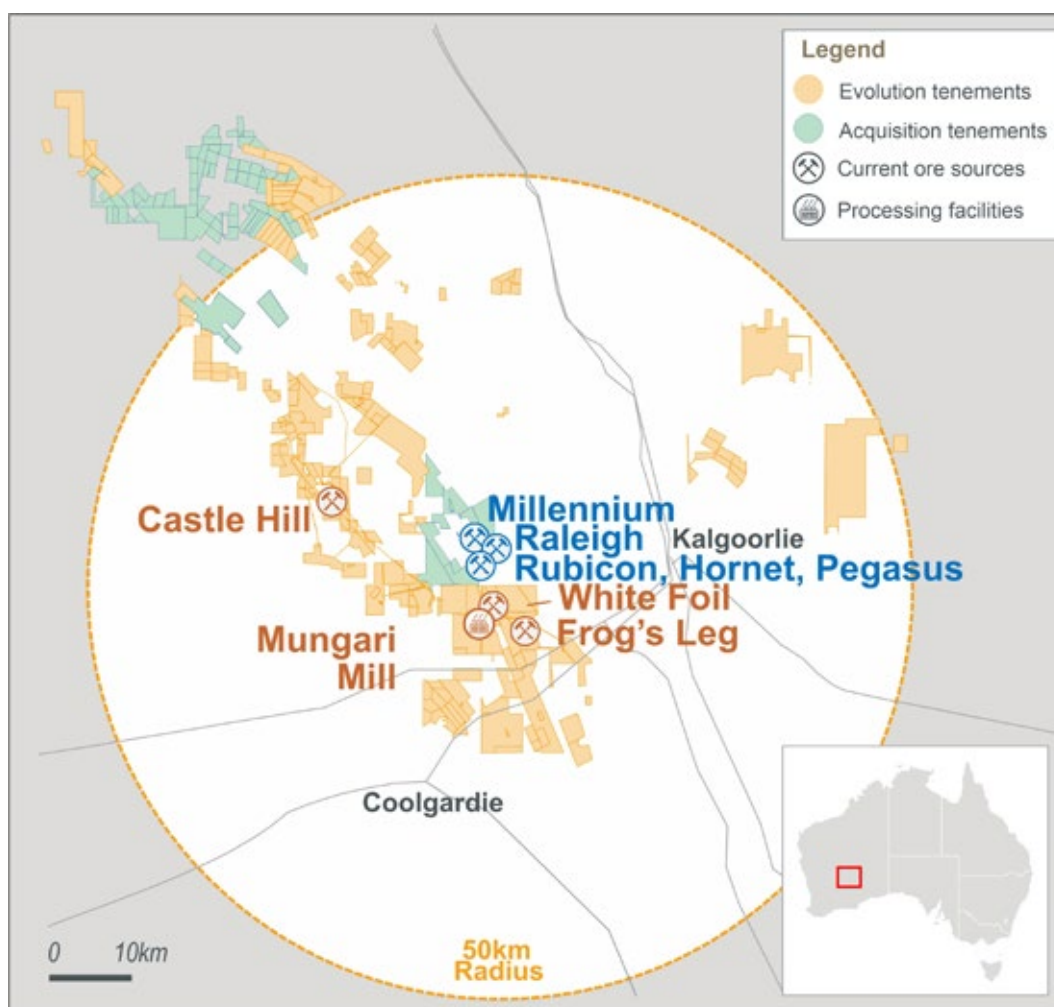 Legend
Evolution tenements
Acquisition tenements
Current ore sources
Processing facilities
Castle Hill
Millennium
Raleigh
Kalgoorlie
Rubicon, Hornet, Pegasus
White Foil
Frog's Leg
Mungari
Mill
Coolgardie
50km
Radius
0 10km